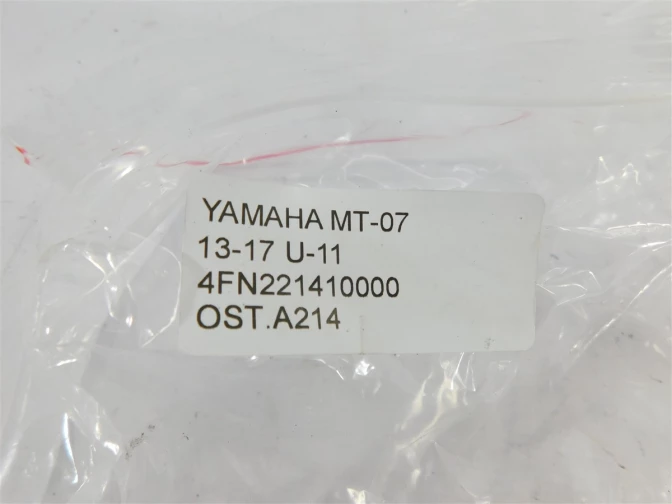 YAMAHA MT-07
13-17 U-11
4FN221410000
OST.A214